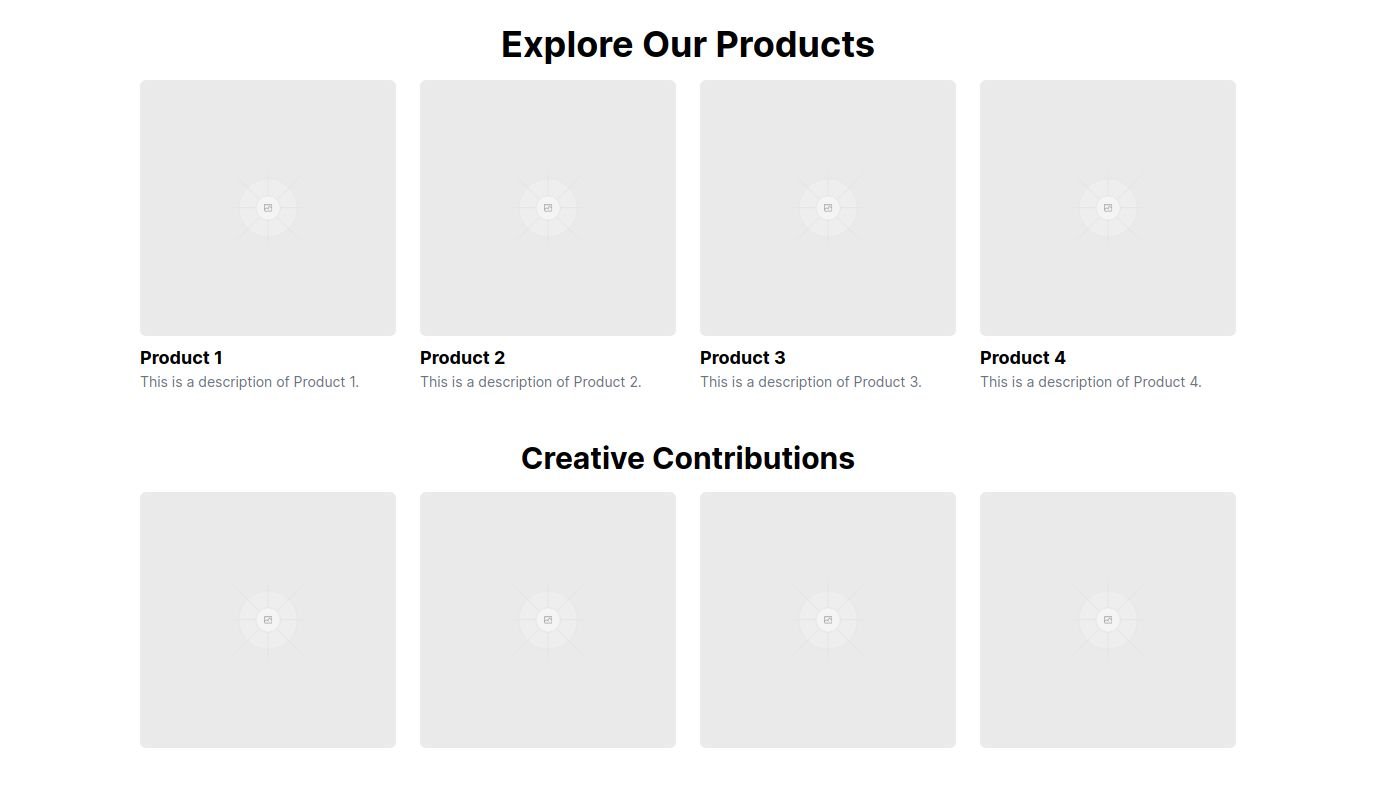 Explore Our Products
Product 1
This is a description of Product 1.
Product 2
This is a description of Product 2.
Product 3
This is a description of Product 3.
Product 4
This is a description of Product 4.
Creative Contributions